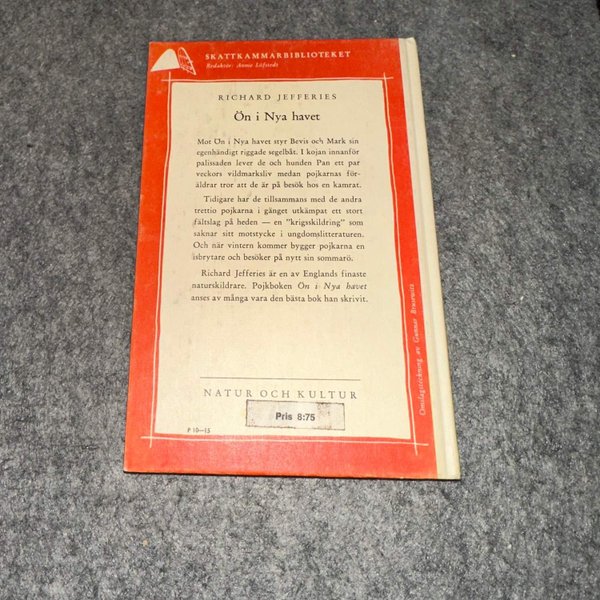 SKATTKAMMARBIBLIOTEKET
Redaktör: Anme Löfstedt
RICHARD JEFFERIES
Ön i Nya havet
Mot Ön i Nya havet styr Bevis och Mark sin
egenhändigt riggade segelbåt. I kojan innanför
palissaden lever de och hunden Pan ett par
veckors vildmarksliv medan pojkarnas för-
äldrar tror att de är på besök hos en kamrat.
Tidigare har de tillsammans med de andra
trettio pojkarna i gänget utkämpat ett stort
fältslag på heden — en "krigsskildring" som
saknar sitt motstycke i ungdomslitteraturen.
Och när vintern kommer bygger pojkarna en
isbrytare och besöker på nytt sin sommarö.
Richard Jefferies är en av Englands finaste
naturskildrare. Pojkboken Ön i Nya havet
anses av många vara den bästa bok han skrivit.
NATUR OCH KULTUR
Pris 8:75
P 10—15
Omslagsteckning av Gunnar Brusewitz